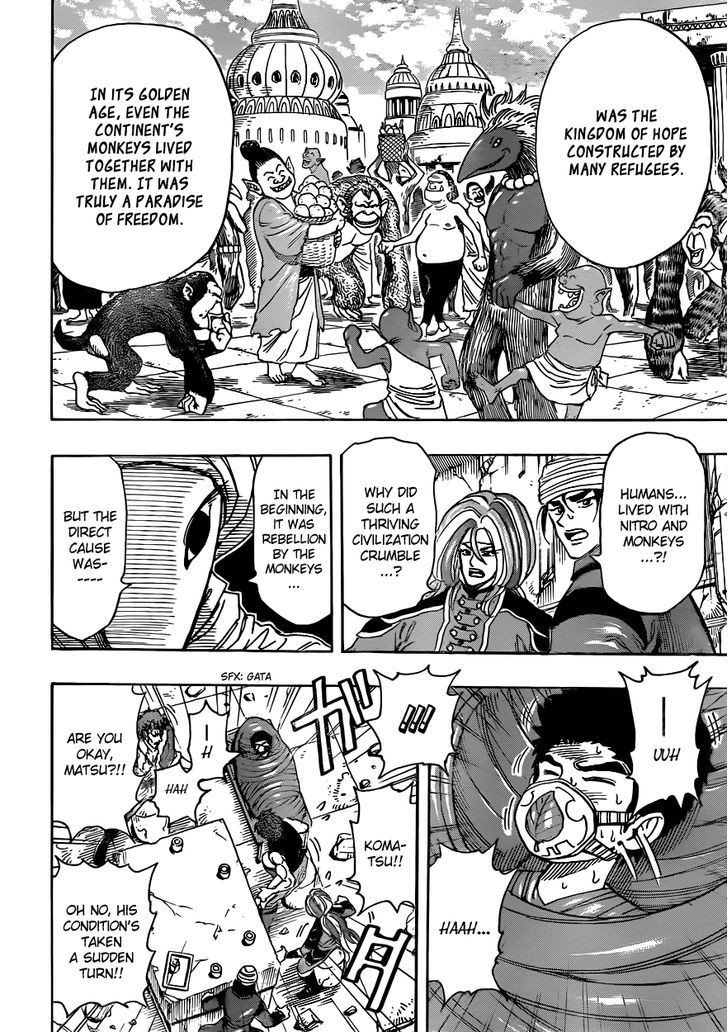 WAS THE
KINGDOM OF HOPE
CONSTRUCTED BY
MANY REFUGEES.
IN ITS GOLDEN
AGE, EVEN THE
CONTINENT'S
MONKEYS LIVED
TOGETHER WITH
THEM. IT WAS
TRULY A PARADISE
OF FREEDOM.
HUMANS...
LIVED WITH
NITRO AND
MONKEYS
...?!
WHY DID
SUCH A
THRIVING
CIVILIZATION
CRUMBLE
...?
IN THE
BEGINNING,
IT WAS
REBELLION
BY THE
MONKEYS
...
BUT THE
DIRECT
CAUSE
WAS-
----
I
UUH
HAAH...
!!!
SFX: GATA
ガタ
KOMA-
TSU!!
I
H
HAH
ARE YOU
OKAY,
MATSU?!!
OH NO, HIS
CONDITION'S
TAKEN
A SUDDEN
TURN!!